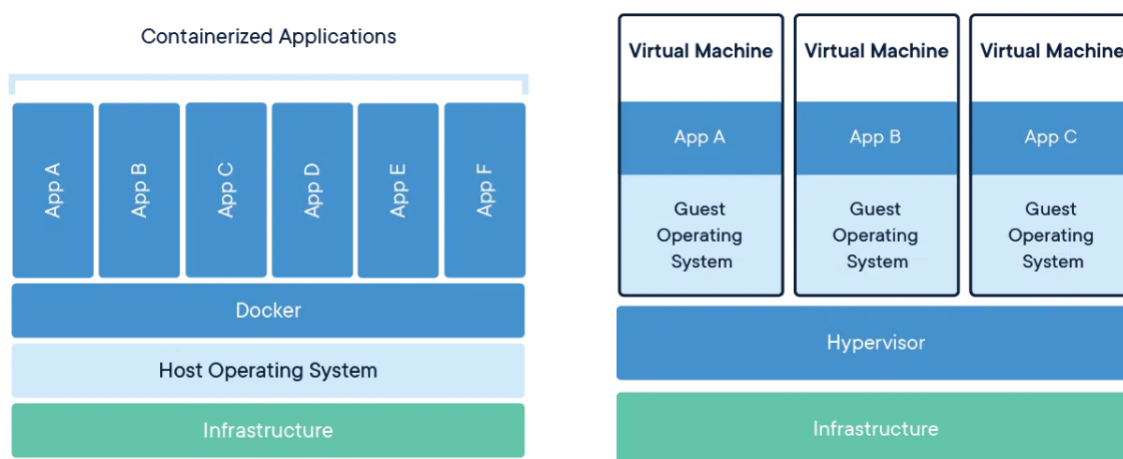 Containerized Applications
App A
App B
App C
App D
App E
App F
Docker
Host Operating System
Infrastructure
Virtual Machine
App A
Guest
Operating
System
Virtual Machine
App B
Guest
Operating
System
Virtual Machine
App C
Guest
Operating
System
Hypervisor
Infrastructure